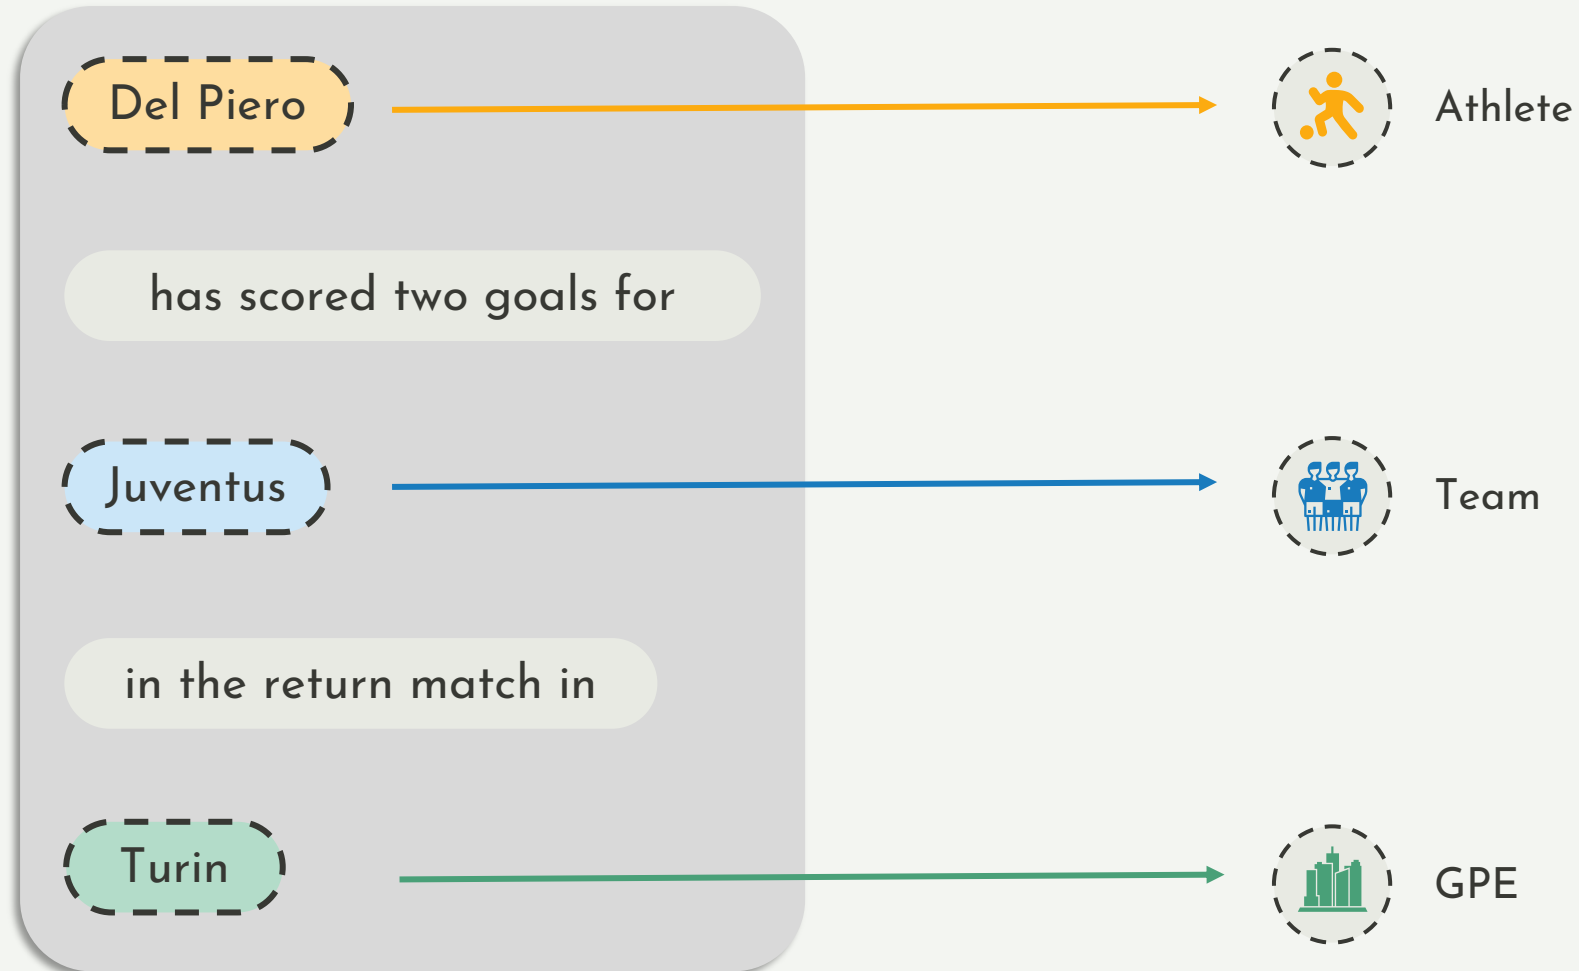 Del Piero
Athlete
has scored two goals for
Juventus
Team
in the return match in
Turin
GPE